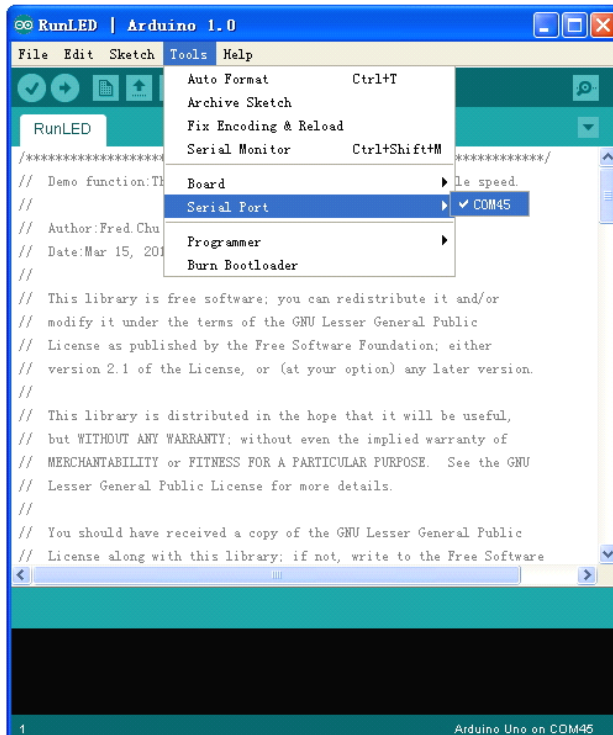 RunLED | Arduino 1.0
File Edit Sketch Tools Help
Auto Format Ctrl+T
Archive Sketch
Fix Encoding & Reload
Serial Monitor Ctrl+Shift+M
Board
Serial Port
COM45
Programmer
Burn Bootloader
RunLED
/******************** ************/
// Demo function:Th le speed.
//
// Author:Fred.Chu
// Date:Mar 15, 201
//
// This library is free software; you can redistribute it and/or
// modify it under the terms of the GNU Lesser General Public
// License as published by the Free Software Foundation; either
// version 2.1 of the License, or (at your option) any later version.
//
// This library is distributed in the hope that it will be useful,
// but WITHOUT ANY WARRANTY; without even the implied warranty of
// MERCHANTABILITY or FITNESS FOR A PARTICULAR PURPOSE. See the GNU
// Lesser General Public License for more details.
//
// You should have received a copy of the GNU Lesser General Public
// License along with this library; if not, write to the Free Software
1
Arduino Uno on COM45